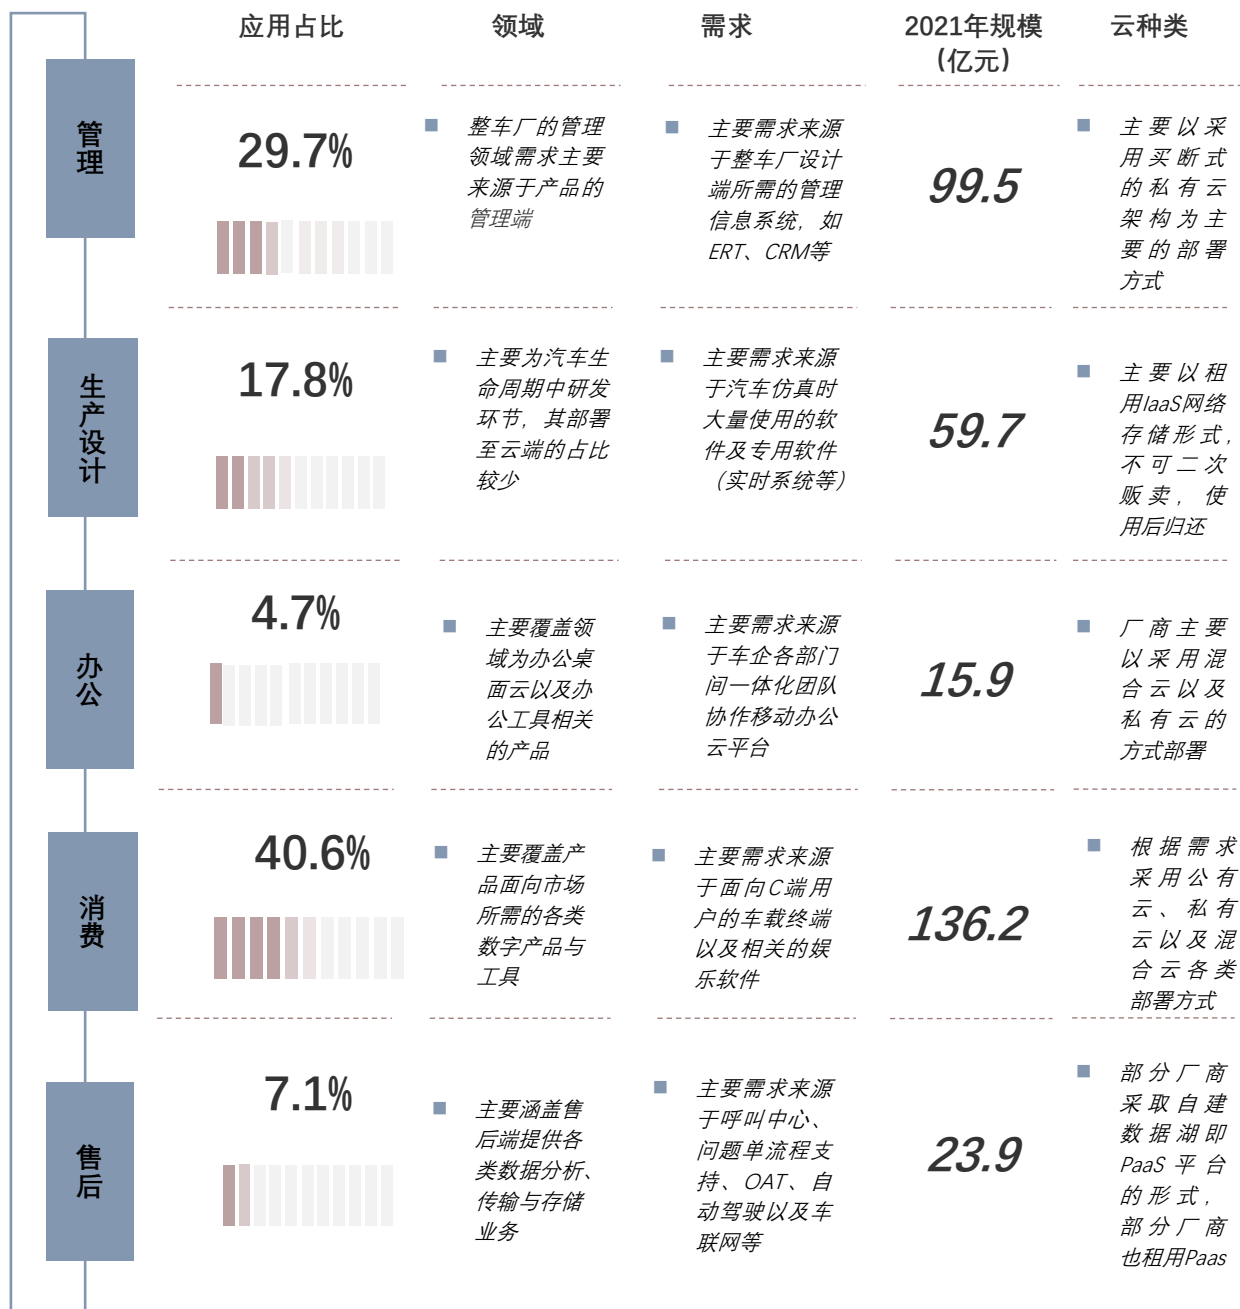 应用占比
领域
需求
2021年规模
(亿元)
云种类
管
理
29.7%
整车厂的管理
领域需求主要
来源于产品的
管理端
主要需求来源
于整车厂设计
端所需的管理
信息系统，如
ERT、CRM等
99.5
主要以采
用买断式
的私有云
架构为主
要的部署
方式
生
产
设
计
17.8%
主要为汽车生
命周期中研发
环节，其部署
至云端的占比
较少
主要需求来源
于汽车仿真时
大量使用的软
件及专用软件
（实时系统等）
59.7
主要以租
用IaaS网络
存储形式，
不可二次
贩卖，使
用后归还
办
公
4.7%
主要覆盖领
域为办公桌
面云以及办
公工具相关
的产品
主要需求来源
于车企各部门
间一体化团队
协作移动办公
云平台
15.9
厂商主要
以采用混
合云以及
私有云的
方式部署
消
费
40.6%
主要覆盖产
品面向市场
所需的各类
数字产品与
工具
主要需求来源
于面向C端用
户的车载终端
以及相关的娱
乐软件
136.2
根据需求
采用公有
云、私有
云以及混
合云各类
部署方式
售
后
7.1%
主要涵盖售
后端提供各
类数据分析、
传输与存储
业务
主要需求来源
于呼叫中心、
问题单流程支
持、OAT、自
动驾驶以及车
联网等
23.9
部分厂商
采取自建
数据湖即
PaaS平台
的形式，
部分厂商
也租用Paas